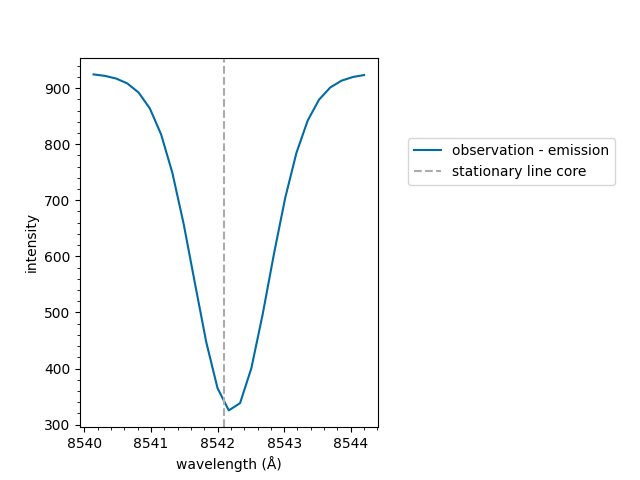 900
800
700
600
500
400
300
intensity
8540 8541 8542 8543 8544
wavelength (Å)
observation - emission
stationary line core